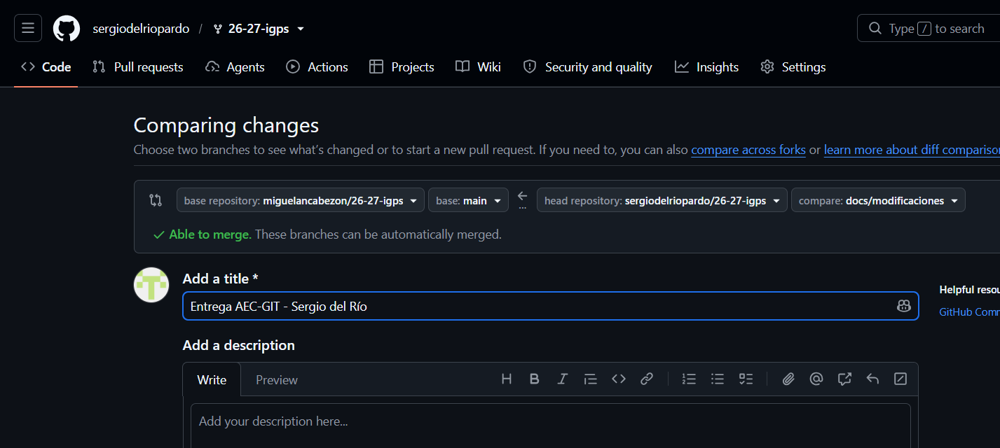 sergiodelriopardo / 26-27-igps
Type / to search
Code Pull requests Agents Actions Projects Wiki Security and quality Insights Settings
Comparing changes
Choose two branches to see what's changed or to start a new pull request. If you need to, you can also compare across forks or learn more about diff
base repository: miguelancabezon/26-27-igps base: main ← ... head repository: sergiodelriopardo/26-27-igps compare: docs/modificaciones
Able to merge. These branches can be automatically merged.
Add a title *
Entrega AEC-GIT - Sergio del Río
Helpful
GitHub
Add a description
Write Preview
Add your description here...